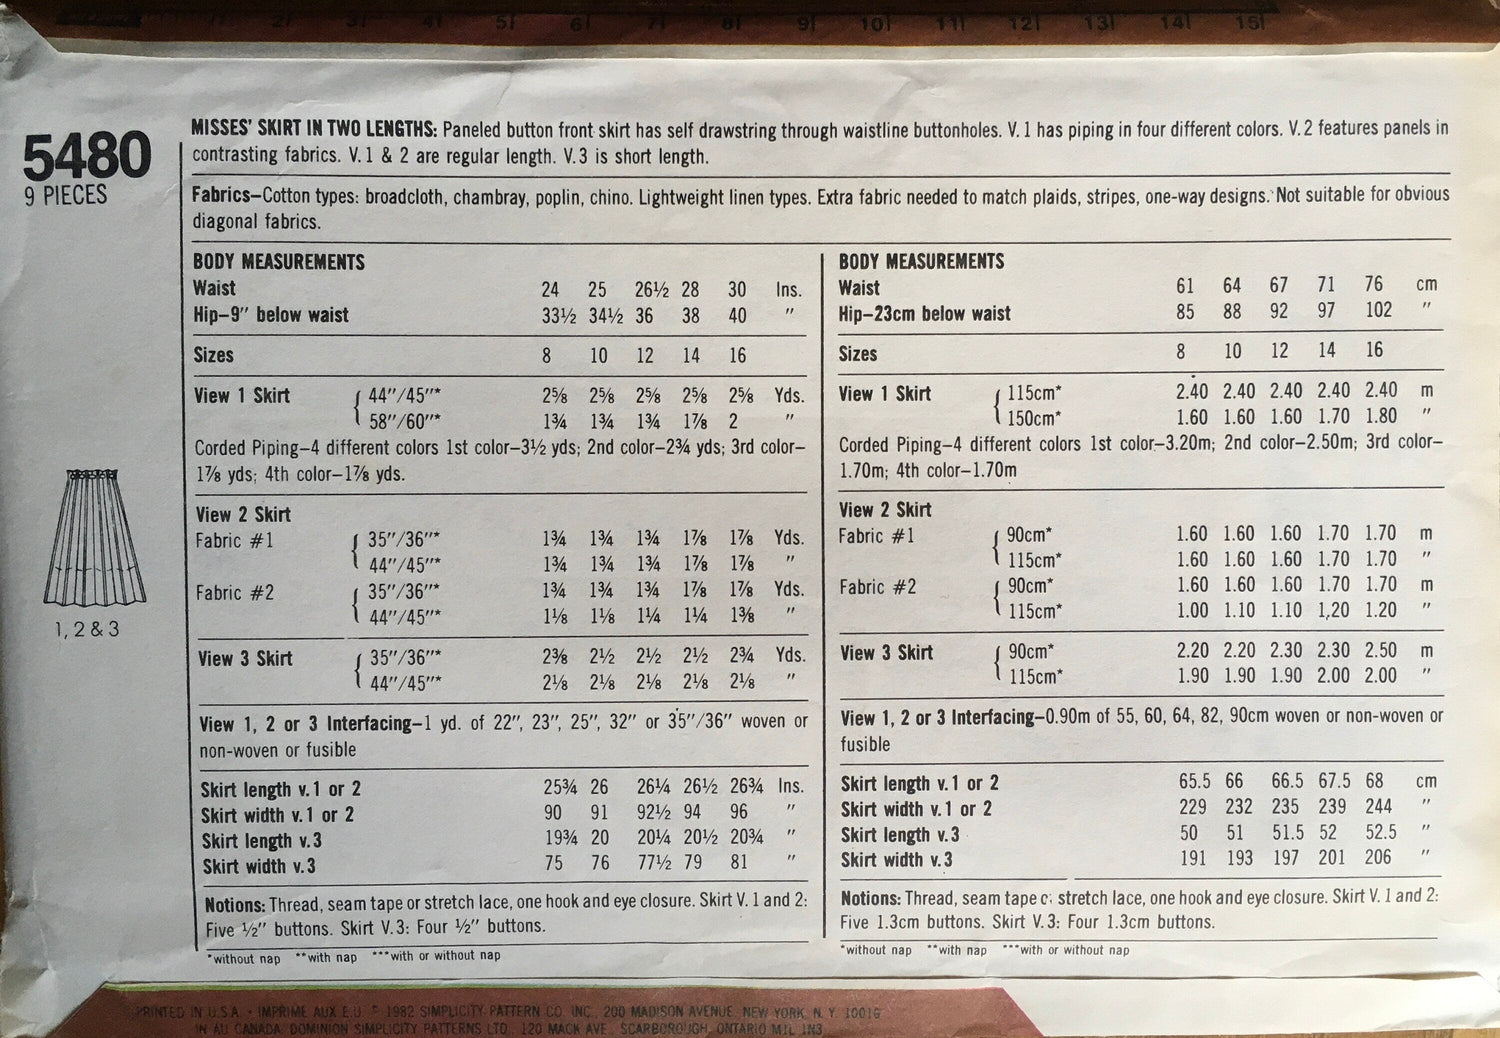 2 3 4 5 6 7 8 9 10 11 12 13 14 15
5480
9 PIECES
MISSES' SKIRT IN TWO LENGTHS: Paneled button front skirt has self drawstring through waistline buttonholes. V. 1 has piping in four different colors. V. 2 features panels in
contrasting fabrics. V. 1 & 2 are regular length. V. 3 is short length.
Fabrics–Cotton types: broadcloth, chambray, poplin, chino. Lightweight linen types. Extra fabric needed to match plaids, stripes, one-way designs. Not suitable for obvious
diagonal fabrics.
BODY MEASUREMENTS
Waist 24 25 26½ 28 30 Ins.
Hip–9" below waist 33½ 34½ 36 38 40 "
Sizes 8 10 12 14 16
View 1 Skirt { 44"/45"* 2⅝ 2⅝ 2⅝ 2⅝ 2⅝ Yds.
58"/60"* 1¾ 1¾ 1¾ 1⅞ 2 "
Corded Piping–4 different colors 1st color–3½ yds; 2nd color–2¾ yds; 3rd color–
1⅞ yds; 4th color–1⅞ yds.
View 2 Skirt
Fabric #1 { 35"/36"* 1¾ 1¾ 1¾ 1⅞ 1⅞ Yds.
44"/45"* 1¾ 1¾ 1¾ 1⅞ 1⅞ "
Fabric #2 { 35"/36"* 1¾ 1¾ 1¾ 1⅞ 1⅞ Yds.
44"/45"* 1⅛ 1⅛ 1¼ 1¼ 1⅜ "
View 3 Skirt { 35"/36"* 2⅜ 2½ 2½ 2½ 2¾ Yds.
44"/45"* 2⅛ 2⅛ 2⅛ 2⅛ 2⅛ "
View 1, 2 or 3 Interfacing–1 yd. of 22", 23", 25", 32" or 35"/36" woven or
non-woven or fusible
Skirt length v. 1 or 2 25¾ 26 26¼ 26½ 26¾ Ins.
Skirt width v. 1 or 2 90 91 92½ 94 96 "
Skirt length v. 3 19¾ 20 20¼ 20½ 20¾ "
Skirt width v. 3 75 76 77½ 79 81 "
Notions: Thread, seam tape or stretch lace, one hook and eye closure. Skirt V. 1 and 2:
Five ½" buttons. Skirt V. 3: Four ½" buttons.
*without nap **with nap ***with or without nap
BODY MEASUREMENTS
Waist 61 64 67 71 76 cm
Hip–23cm below waist 85 88 92 97 102 "
Sizes 8 10 12 14 16
View 1 Skirt { 115cm* 2.40 2.40 2.40 2.40 2.40 m
150cm* 1.60 1.60 1.60 1.70 1.80 "
Corded Piping–4 different colors 1st color–3.20m; 2nd color–2.50m; 3rd color–
1.70m; 4th color–1.70m
View 2 Skirt
Fabric #1 { 90cm* 1.60 1.60 1.60 1.70 1.70 m
115cm* 1.60 1.60 1.60 1.70 1.70 "
Fabric #2 { 90cm* 1.60 1.60 1.60 1.70 1.70 m
115cm* 1.00 1.10 1.10 1,20 1.20 "
View 3 Skirt { 90cm* 2.20 2.20 2.30 2.30 2.50 m
115cm* 1.90 1.90 1.90 2.00 2.00 "
View 1, 2 or 3 Interfacing–0.90m of 55, 60, 64, 82, 90cm woven or non-woven or
fusible
Skirt length v. 1 or 2 65.5 66 66.5 67.5 68 cm
Skirt width v. 1 or 2 229 232 235 239 244 "
Skirt length v. 3 50 51 51.5 52 52.5 "
Skirt width v. 3 191 193 197 201 206 "
Notions: Thread, seam tape or stretch lace, one hook and eye closure. Skirt V. 1 and 2:
Five 1.3cm buttons. Skirt V. 3: Four 1.3cm buttons.
*without nap **with nap ***with or without nap
1, 2 & 3
PRINTED IN U.S.A. • IMPRIME AUX E.U. © 1982 SIMPLICITY PATTERN CO. INC., 200 MADISON AVENUE, NEW YORK, N. Y. 10016
IN AU CANADA: DOMINION SIMPLICITY PATTERNS LTD., 120 MACK AVE., SCARBOROUGH, ONTARIO M1L 1N3